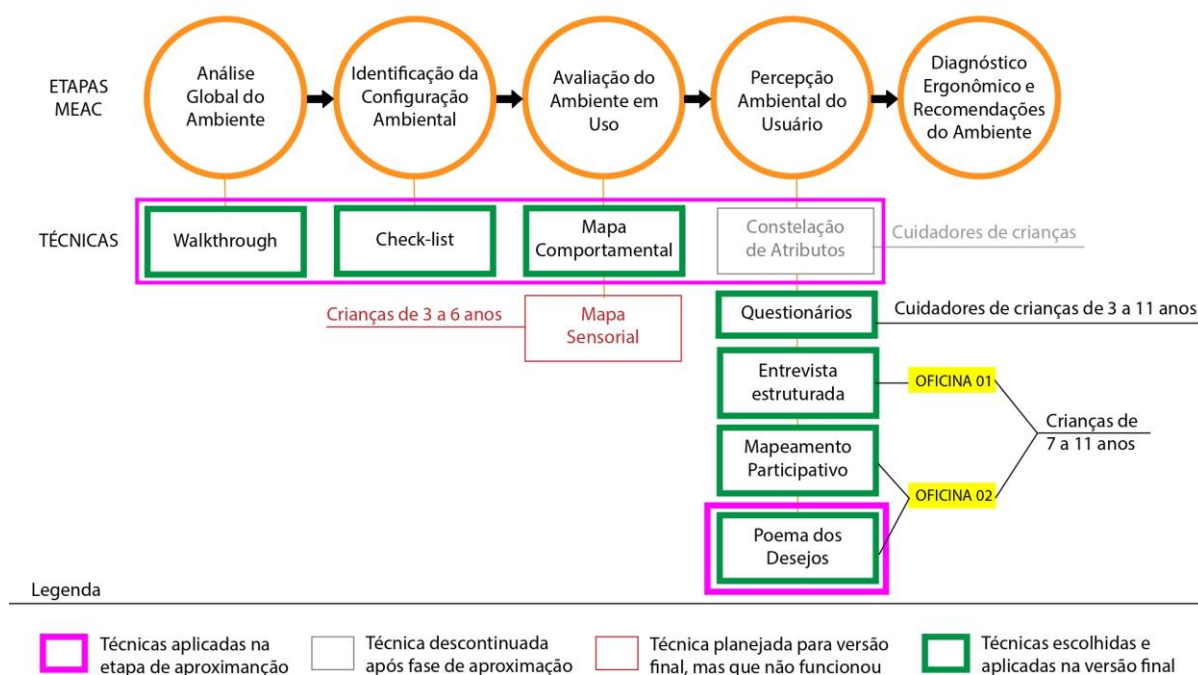 ETAPAS
MEAC
Análise
Global do
Ambiente
Identificação da
Configuração
Ambiental
Avaliação do
Ambiente em
Uso
Percepção
Ambiental do
Usuário
Diagnóstico
Ergonômico e
Recomendações
do Ambiente
TÉCNICAS
Walkthrough
Check-list
Mapa
Comportamental
Constelação
de Atributos
Cuidadores de crianças
Crianças de 3 a 6 anos
Mapa
Sensorial
Questionários
Cuidadores de crianças de 3 a 11 anos
Entrevista
estruturada
OFICINA 01
Crianças de
7 a 11 anos
Mapeamento
Participativo
OFICINA 02
Poema dos
Desejos
Legenda
Técnicas aplicadas na
etapa de aproximanção
Técnica descontinuada
após fase de aproximação
Técnica planejada para versão
final, mas que não funcionou
Técnicas escolhidas e
aplicadas na versão final